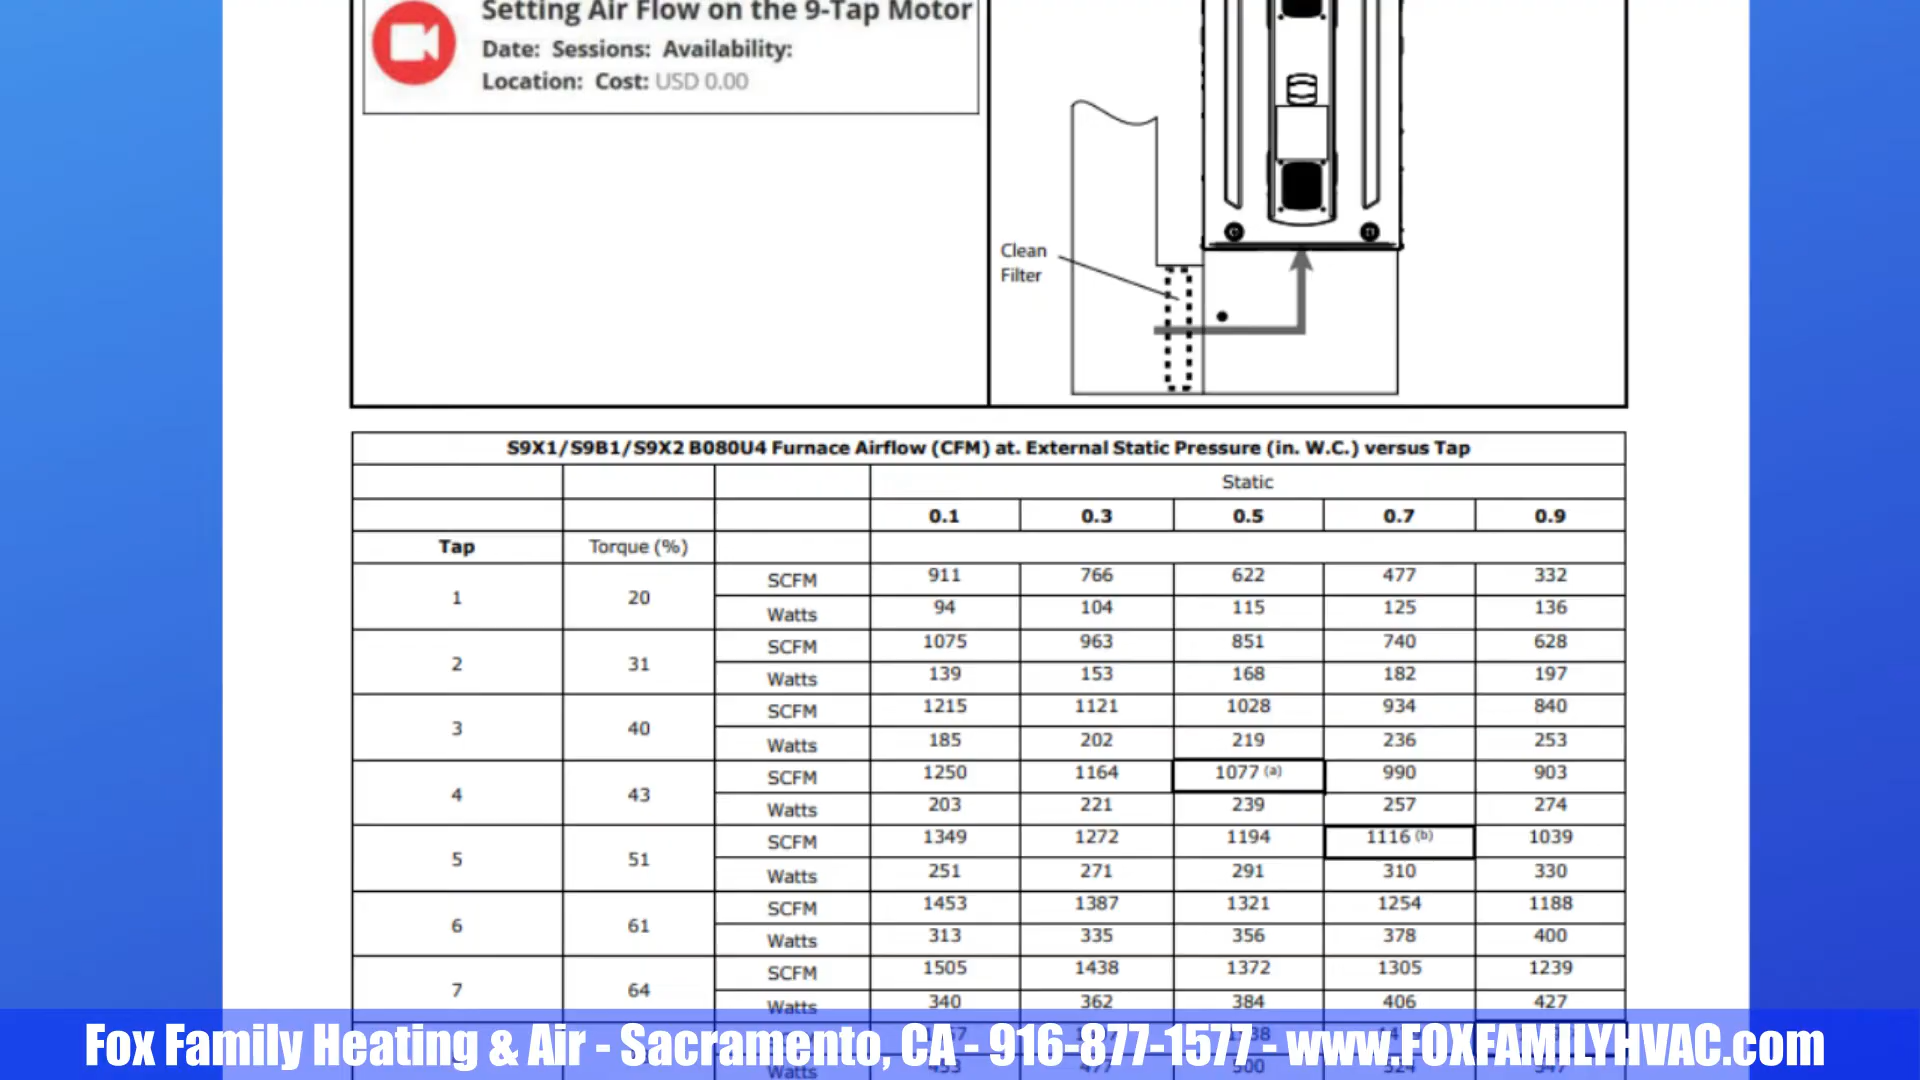 Setting Air Flow on the 9-Tap Motor
Date: Sessions: Availability:
Location: Cost: USD 0.00
Clean
Filter
S9X1/S9B1/S9X2 B080U4 Furnace Airflow (CFM) at. External Static Pressure (in. W.C.) versus Tap
Static
0.1 0.3 0.5 0.7 0.9
Tap Torque (%)
1 20
SCFM 911 766 622 477 332
Watts 94 104 115 125 136
2 31
SCFM 1075 963 851 740 628
Watts 139 153 168 182 197
3 40
SCFM 1215 1121 1028 934 840
Watts 185 202 219 236 253
4 43
SCFM 1250 1164 1077 (a) 990 903
Watts 203 221 239 257 274
5 51
SCFM 1349 1272 1194 1116 (b) 1039
Watts 251 271 291 310 330
6 61
SCFM 1453 1387 1321 1254 1188
Watts 313 335 356 378 400
7 64
SCFM 1505 1438 1372 1305 1239
Watts 340 362 384 406 427
Fox Family Heating & Air - Sacramento, CA - 916-877-1577 - www.FOXFAMILYHVAC.com
Watts 453 477 500 524 547